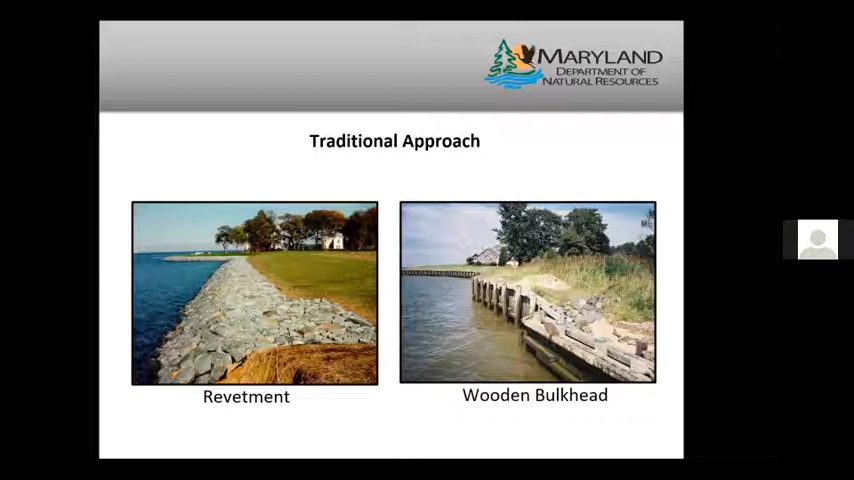 MARYLAND
DEPARTMENT OF
NATURAL RESOURCES
Traditional Approach
Revetment
Wooden Bulkhead